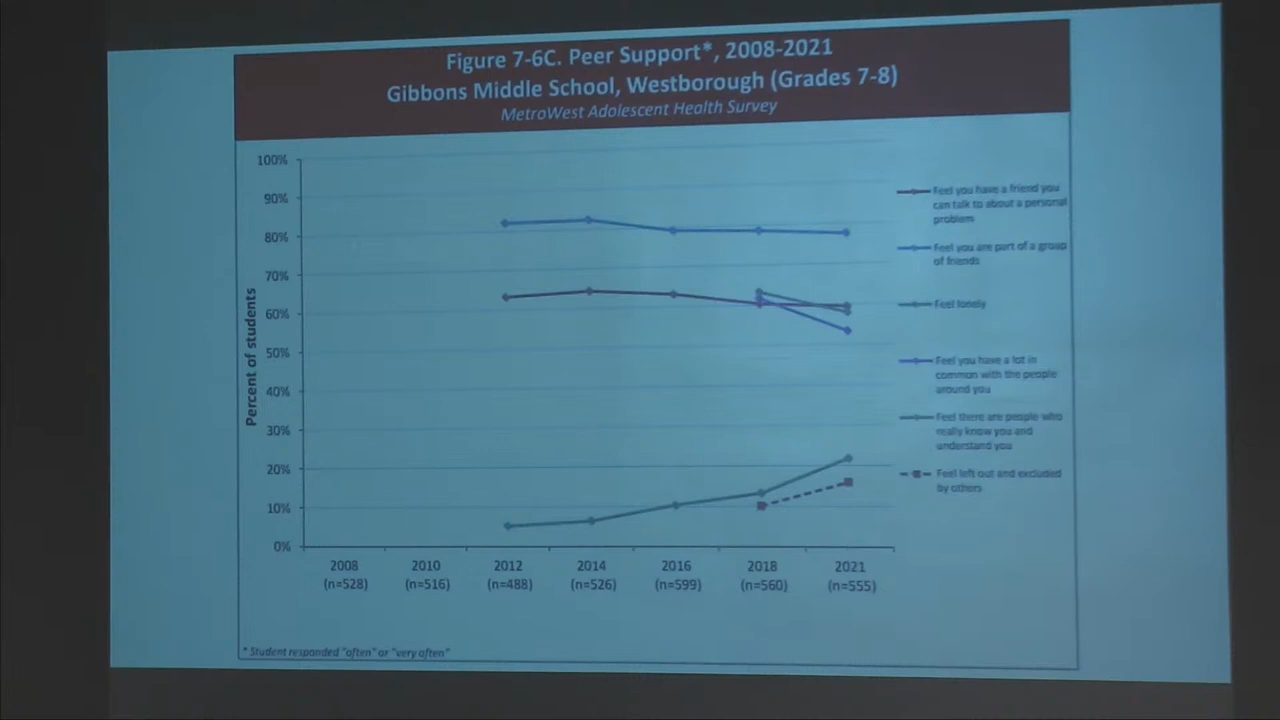 Figure 7-6C. Peer Support*, 2008-2021
Gibbons Middle School, Westborough (Grades 7-8)
MetroWest Adolescent Health Survey
100%
90%
80%
70%
60%
50%
40%
30%
20%
10%
0%
Percent of students
2008
(n=528)
2010
(n=516)
2012
(n=488)
2014
(n=526)
2016
(n=599)
2018
(n=560)
2021
(n=555)
Feel you have a friend you
can talk to about a personal
problem
Feel you are part of a group
of friends
Feel lonely
Feel you have a lot in
common with the people
around you
Feel there are people who
really know you and
understand you
Feel left out and excluded
by others
* Student responded "often" or "very often"